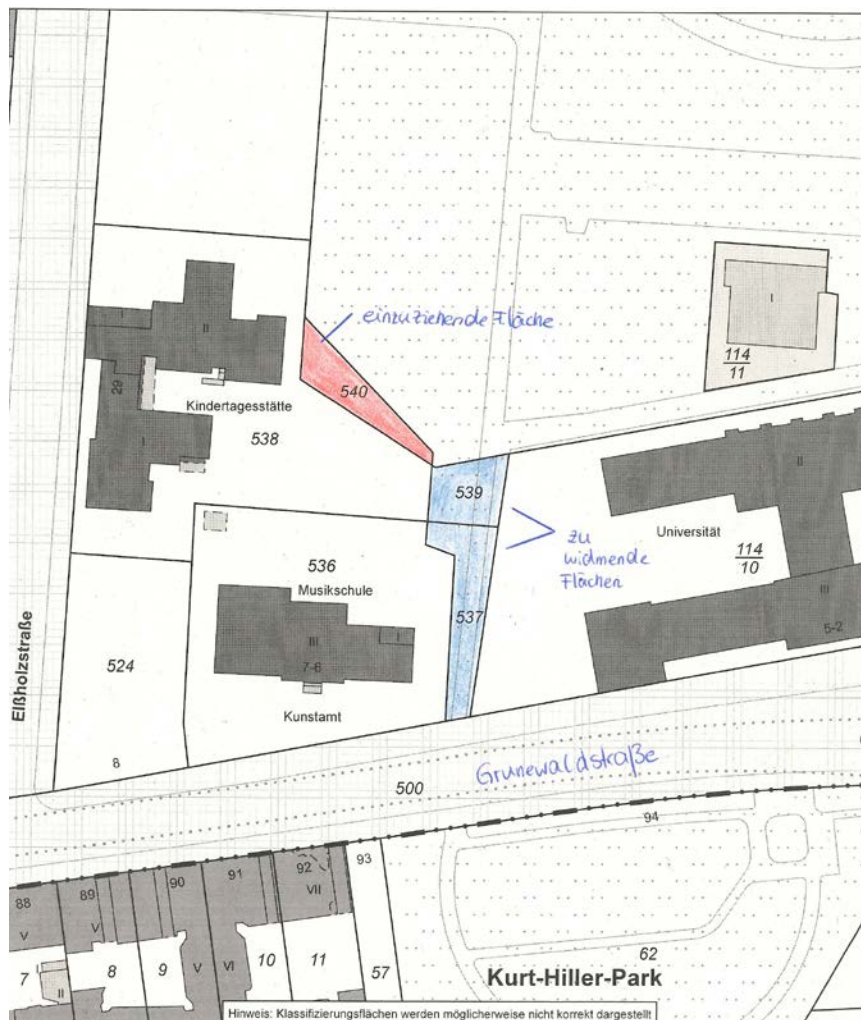 einzuziehende Fläche
540
114
11
II
I
I
29
Kindertagesstätte
538
I
539
zu
widmende
Flächen
Universität
114
10
II
536
Musikschule
537
III
I
7-6
III
5-2
524
Kunstamt
Elßholzstraße
8
Grunewaldstraße
500
94
93
92
91
90
89
88
VII
V
V
V
VI
62
7
8
9
10
11
57
II
Kurt-Hiller-Park
Hinweis: Klassifizierungsflächen werden möglicherweise nicht korrekt dargestellt